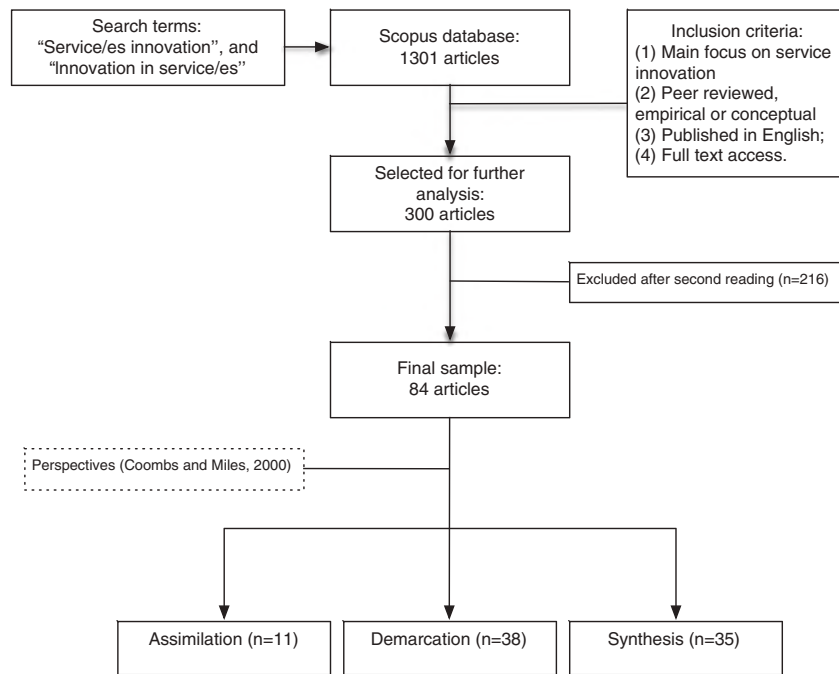 Search terms:
“Service/es innovation”, and
“Innovation in service/es”
Scopus database:
1301 articles
Inclusion criteria:
(1) Main focus on service
innovation
(2) Peer reviewed,
empirical or conceptual
(3) Published in English;
(4) Full text access.
Selected for further
analysis:
300 articles
Excluded after second reading (n=216)
Final sample:
84 articles
Perspectives (Coombs and Miles, 2000)
Assimilation (n=11)
Demarcation (n=38)
Synthesis (n=35)